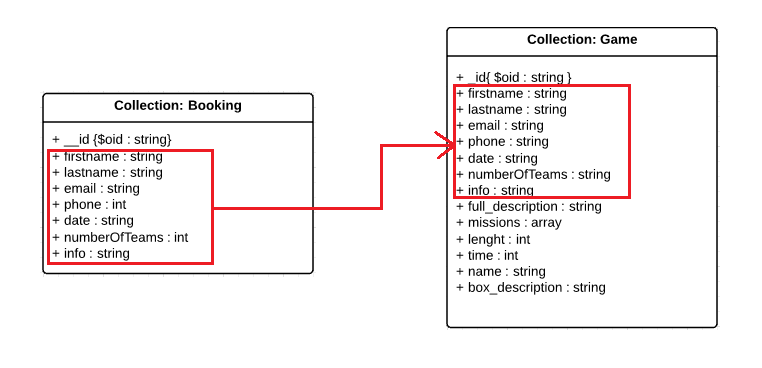 Collection: Booking
+ __id {$oid : string}
+ firstname : string
+ lastname : string
+ email : string
+ phone : int
+ date : string
+ numberOfTeams : int
+ info : string
Collection: Game
+ _id{ $oid : string }
+ firstname : string
+ lastname : string
+ email : string
+ phone : string
+ date : string
+ numberOfTeams : string
+ info : string
+ full_description : string
+ missions : array
+ lenght : int
+ time : int
+ name : string
+ box_description : string